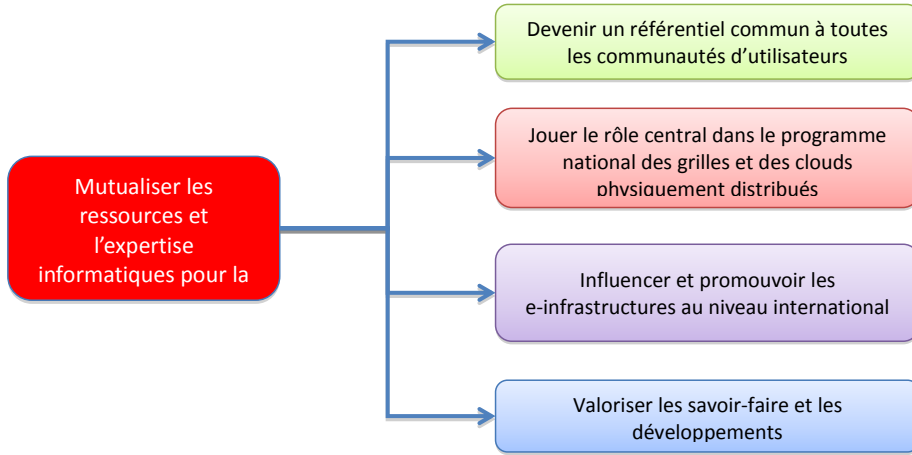 Devenir un référentiel commun à toutes
les communautés d’utilisateurs
Jouer le rôle central dans le programme
national des grilles et des clouds
physiquement distribués
Mutualiser les
ressources et
l’expertise
informatiques pour la
Influencer et promouvoir les
e-infrastructures au niveau international
Valoriser les savoir-faire et les
développements